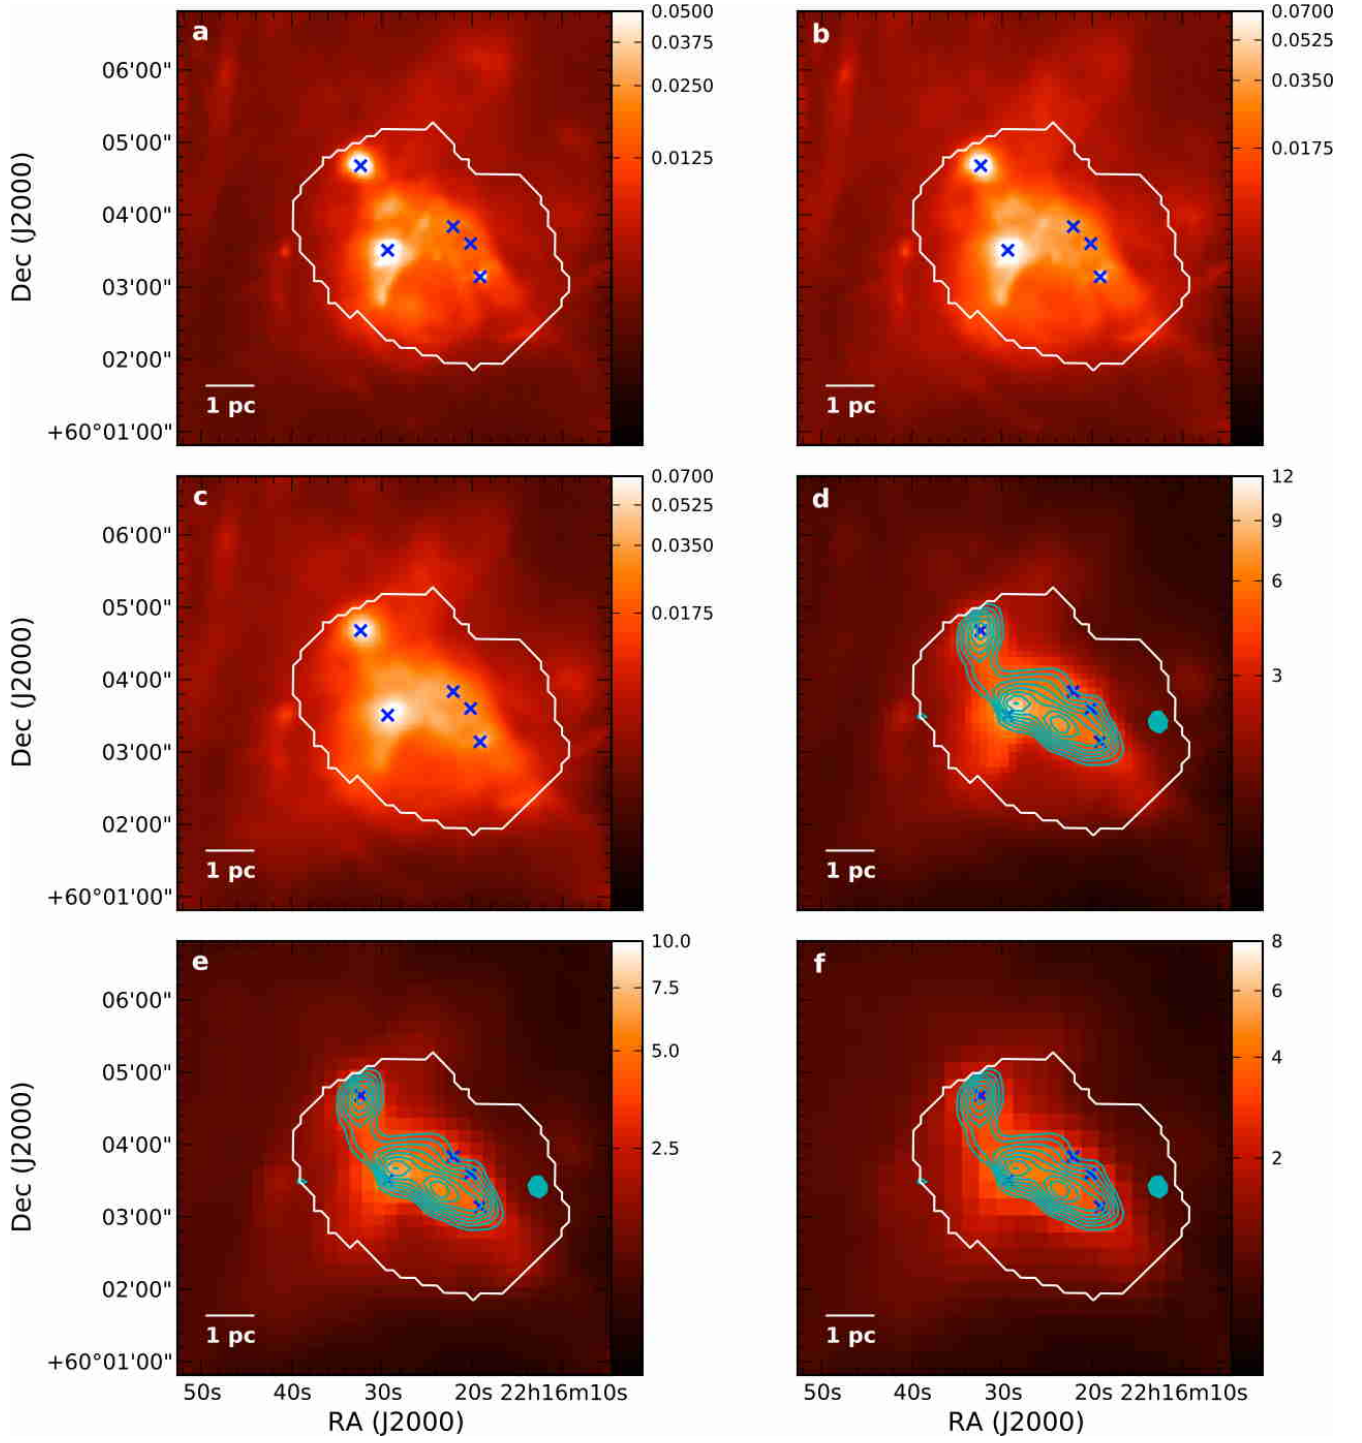 a
0.0500
0.0375
0.0250
0.0125
06'00"
05'00"
04'00"
03'00"
02'00"
+60°01'00"
Dec (J2000)
1 pc
b
0.0700
0.0525
0.0350
0.0175
1 pc
c
0.0700
0.0525
0.0350
0.0175
06'00"
05'00"
04'00"
03'00"
02'00"
+60°01'00"
Dec (J2000)
1 pc
d
12
9
6
3
1 pc
e
10.0
7.5
5.0
2.5
06'00"
05'00"
04'00"
03'00"
02'00"
+60°01'00"
Dec (J2000)
1 pc
50s 40s 30s 20s 22h16m10s
RA (J2000)
f
8
6
4
2
1 pc
50s 40s 30s 20s 22h16m10s
RA (J2000)